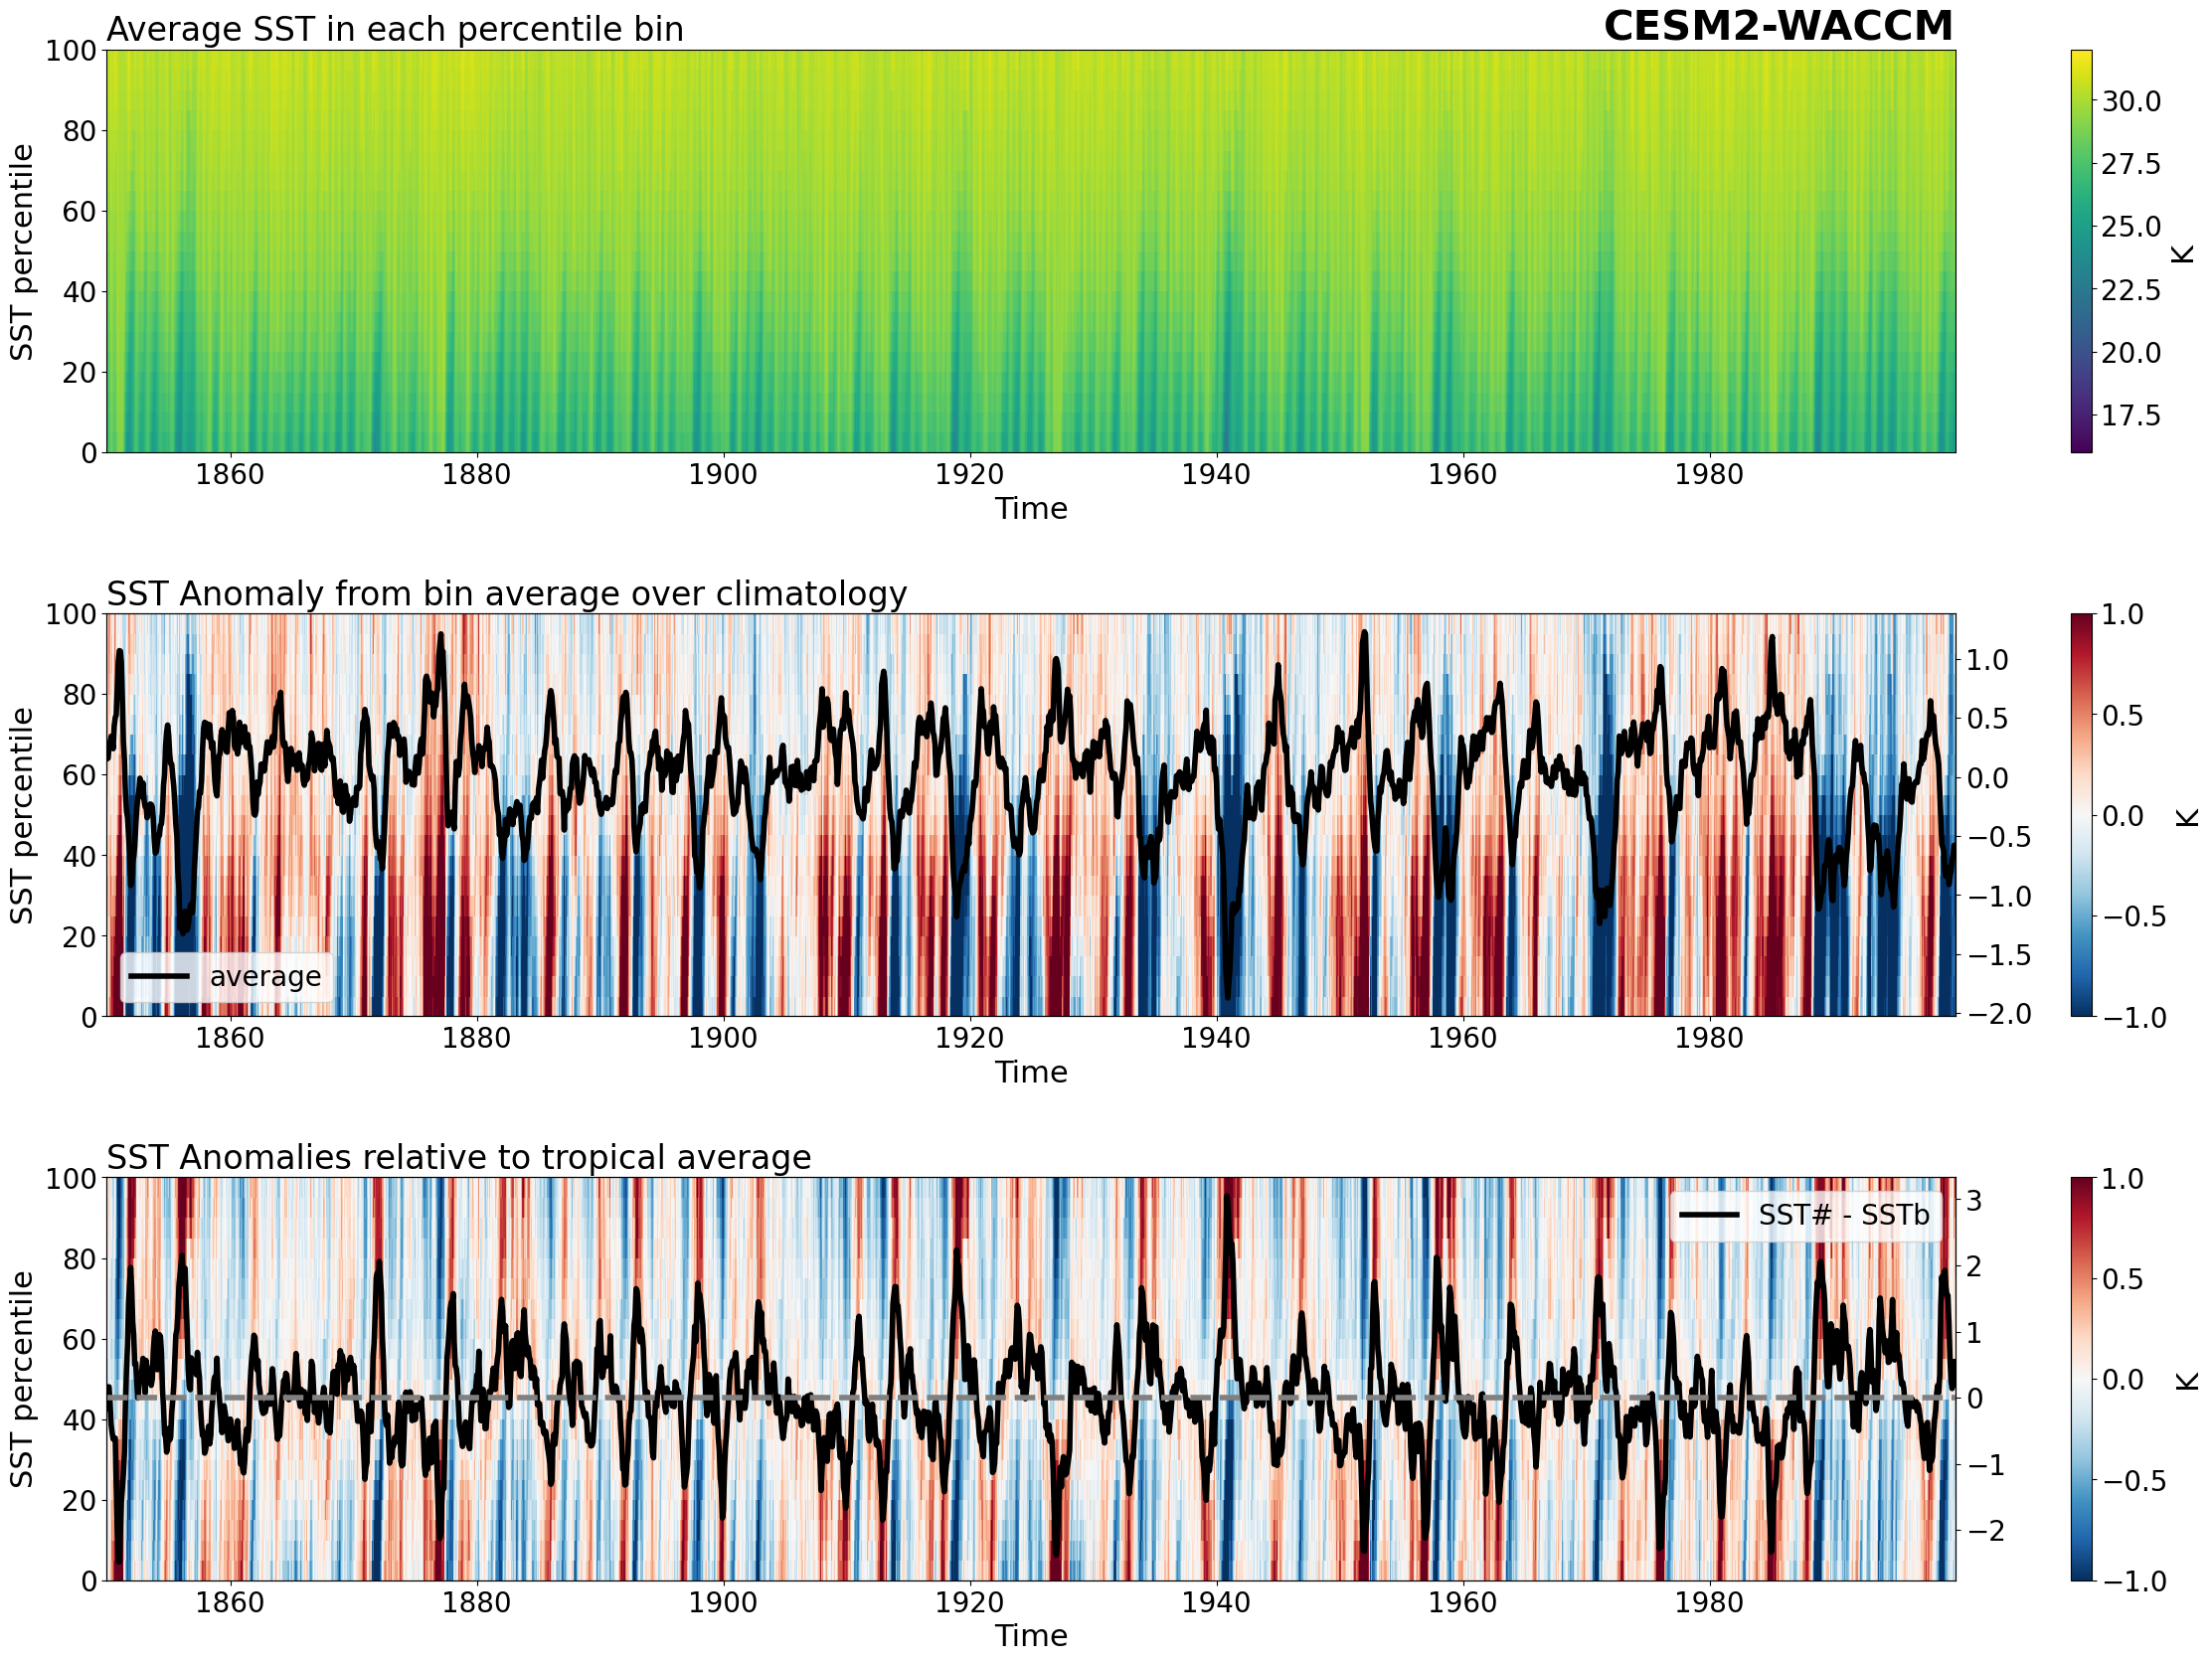 Average SST in each percentile bin
CESM2-WACCM
SST percentile
100
80
60
40
20
0
1860 1880 1900 1920 1940 1960 1980
Time
30.0
27.5
25.0
22.5
20.0
17.5
K
SST Anomaly from bin average over climatology
SST percentile
100
80
60
40
20
0
average
1860 1880 1900 1920 1940 1960 1980
Time
1.0
0.5
0.0
−0.5
−1.0
−1.5
−2.0
1.0
0.5
0.0
−0.5
−1.0
K
SST Anomalies relative to tropical average
SST percentile
100
80
60
40
20
0
SST# - SSTb
1860 1880 1900 1920 1940 1960 1980
Time
3
2
1
0
−1
−2
1.0
0.5
0.0
−0.5
−1.0
K